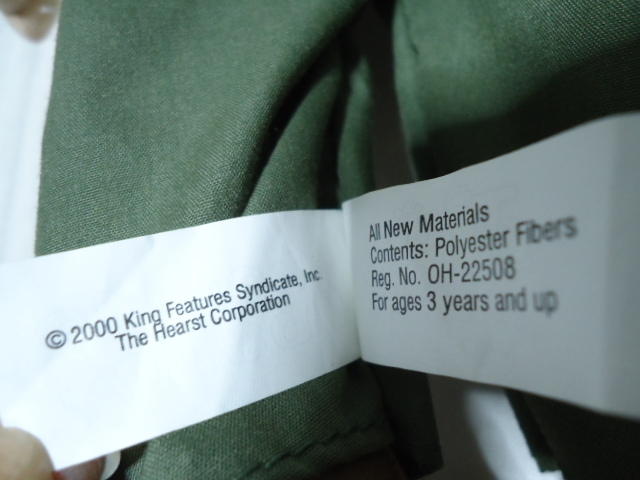 © 2000 King Features Syndicate, Inc.
The Hearst Corporation
All New Materials
Contents: Polyester Fibers
Reg. No. OH-22508
For ages 3 years and up